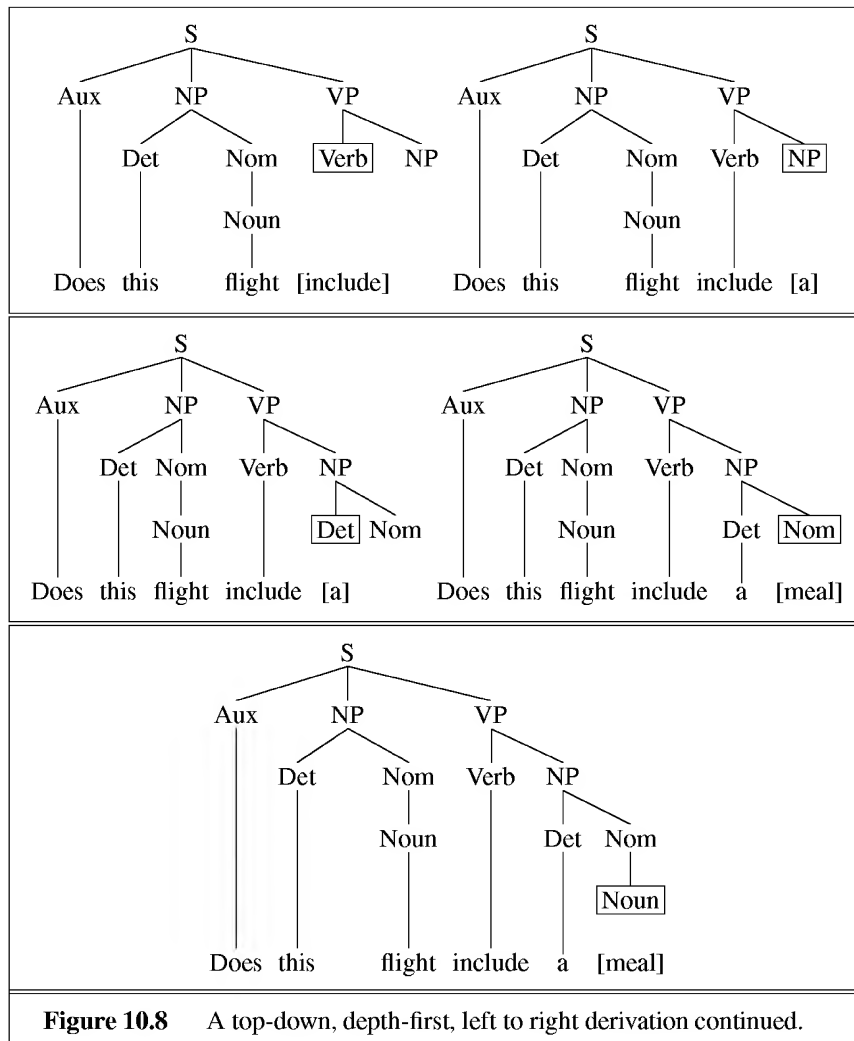 S S
Aux NP VP Aux NP VP
Det Nom Verb NP Det Nom Verb NP
Noun Noun
Does this flight [include] Does this flight include [a]
S S
Aux NP VP Aux NP VP
Det Nom Verb NP Det Nom Verb NP
Noun Det Nom Noun Det Nom
Does this flight include [a] Does this flight include a [meal]
S
Aux NP VP
Det Nom Verb NP
Noun Det Nom
Noun
Does this flight include a [meal]
Figure 10.8 A top-down, depth-first, left to right derivation continued.